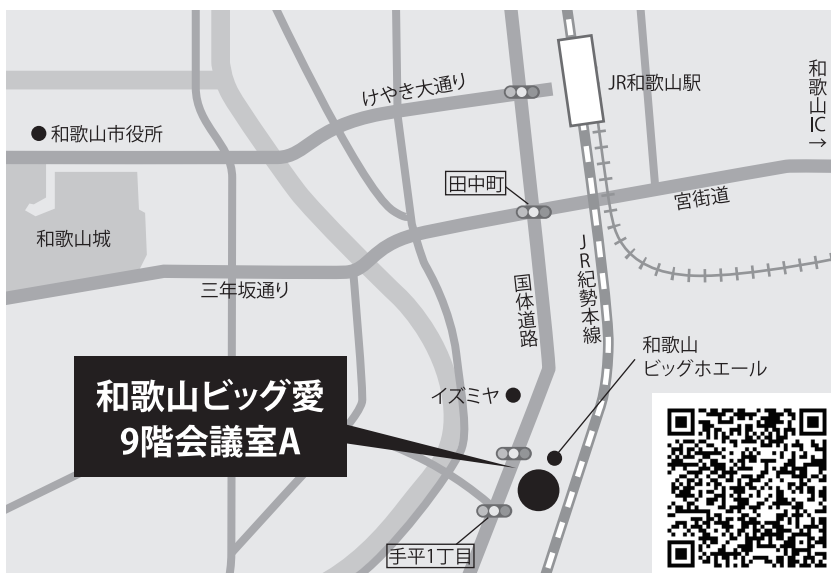 けやき大通り
JR和歌山駅
和歌山IC→
和歌山市役所
田中町
宮街道
和歌山城
三年坂通り
国体道路
JR紀勢本線
和歌山
ビッグホエール
イズミヤ
和歌山ビッグ愛
9階会議室A
手平1丁目